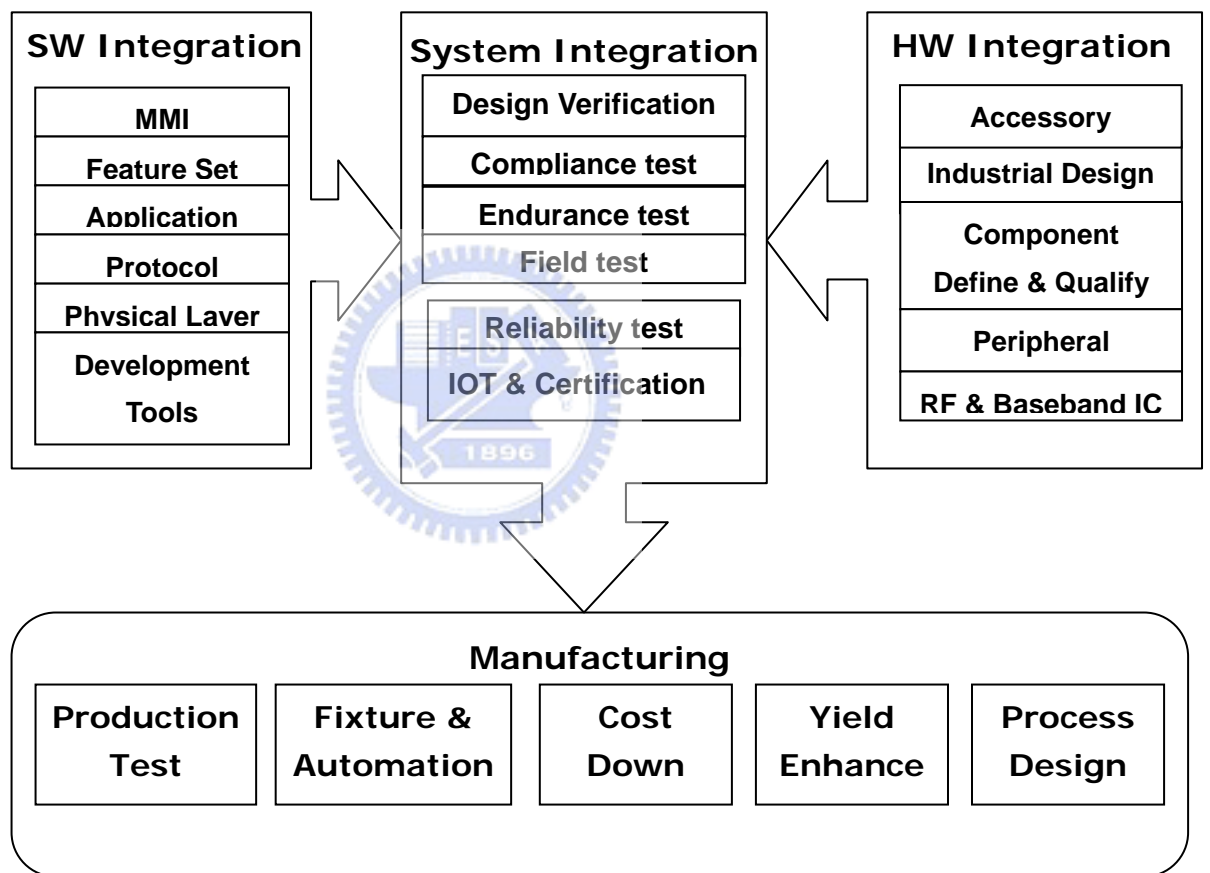 SW Integration
MMI
Feature Set
Application
Protocol
Physical Layer
Development
Tools
System Integration
Design Verification
Compliance test
Endurance test
Field test
Reliability test
IOT & Certification
HW Integration
Accessory
Industrial Design
Component
Define & Qualify
Peripheral
RF & Baseband IC
ES
1896
Manufacturing
Production
Test
Fixture &
Automation
Cost
Down
Yield
Enhance
Process
Design